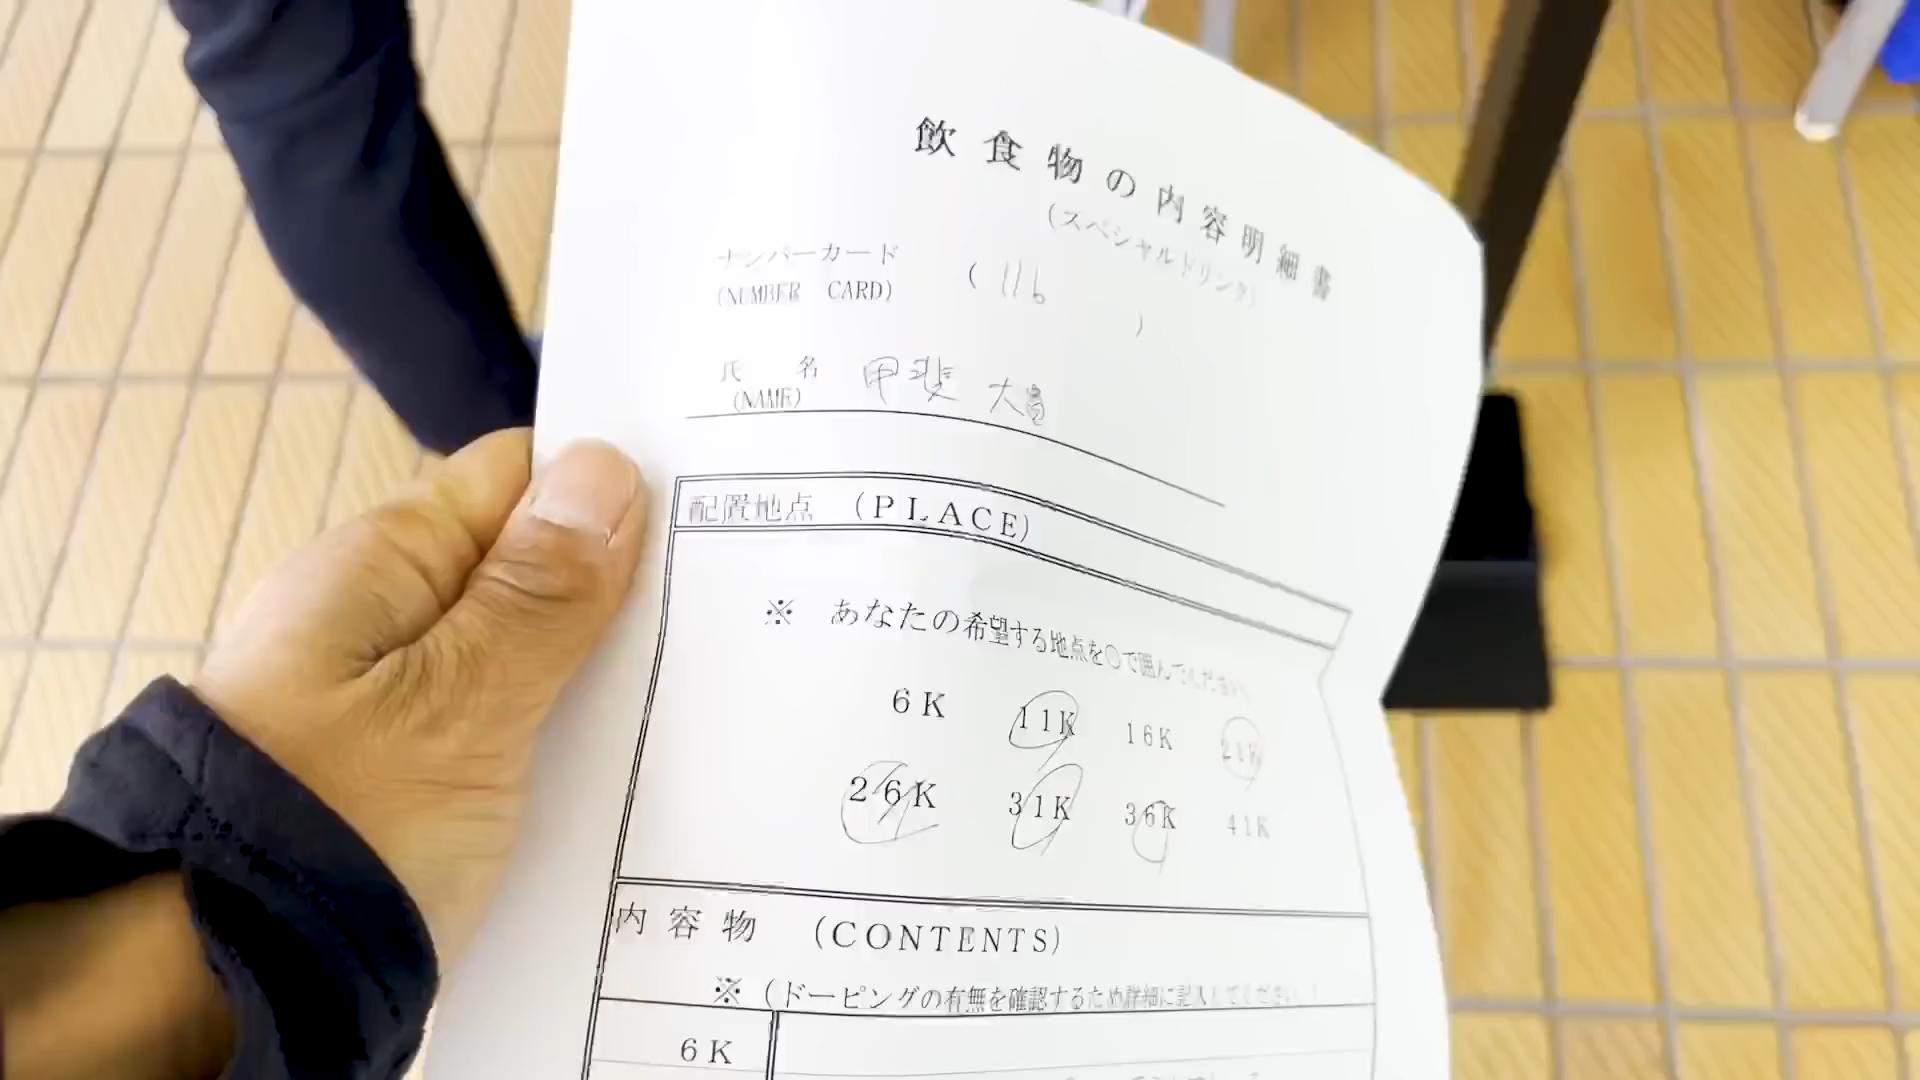 飲食物の内容明細書
(スペシャルドリンク)
ナンバーカード
(NUMBER CARD) (116 )
氏 名 甲斐 大貴
(NAME)
配置地点 (PLACE)
※ あなたの希望する地点を○で囲んでください。
6K 11K 16K 21K
26K 31K 36K 41K
内容物 (CONTENTS)
※(ドーピングの有無を確認するため詳細に記入してください。)
6K